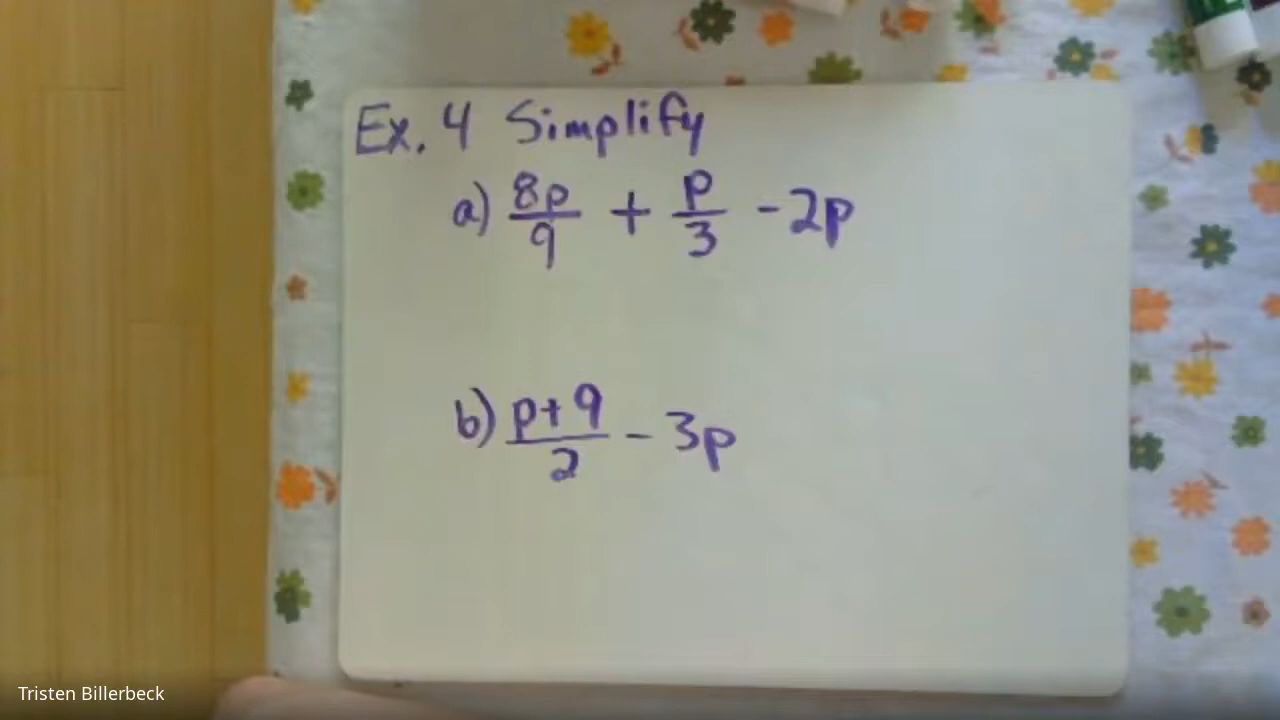 Ex. 4 Simplify
a) 8p/9 + p/3 - 2p
b) p+9/2 - 3p
Tristen Billerbeck